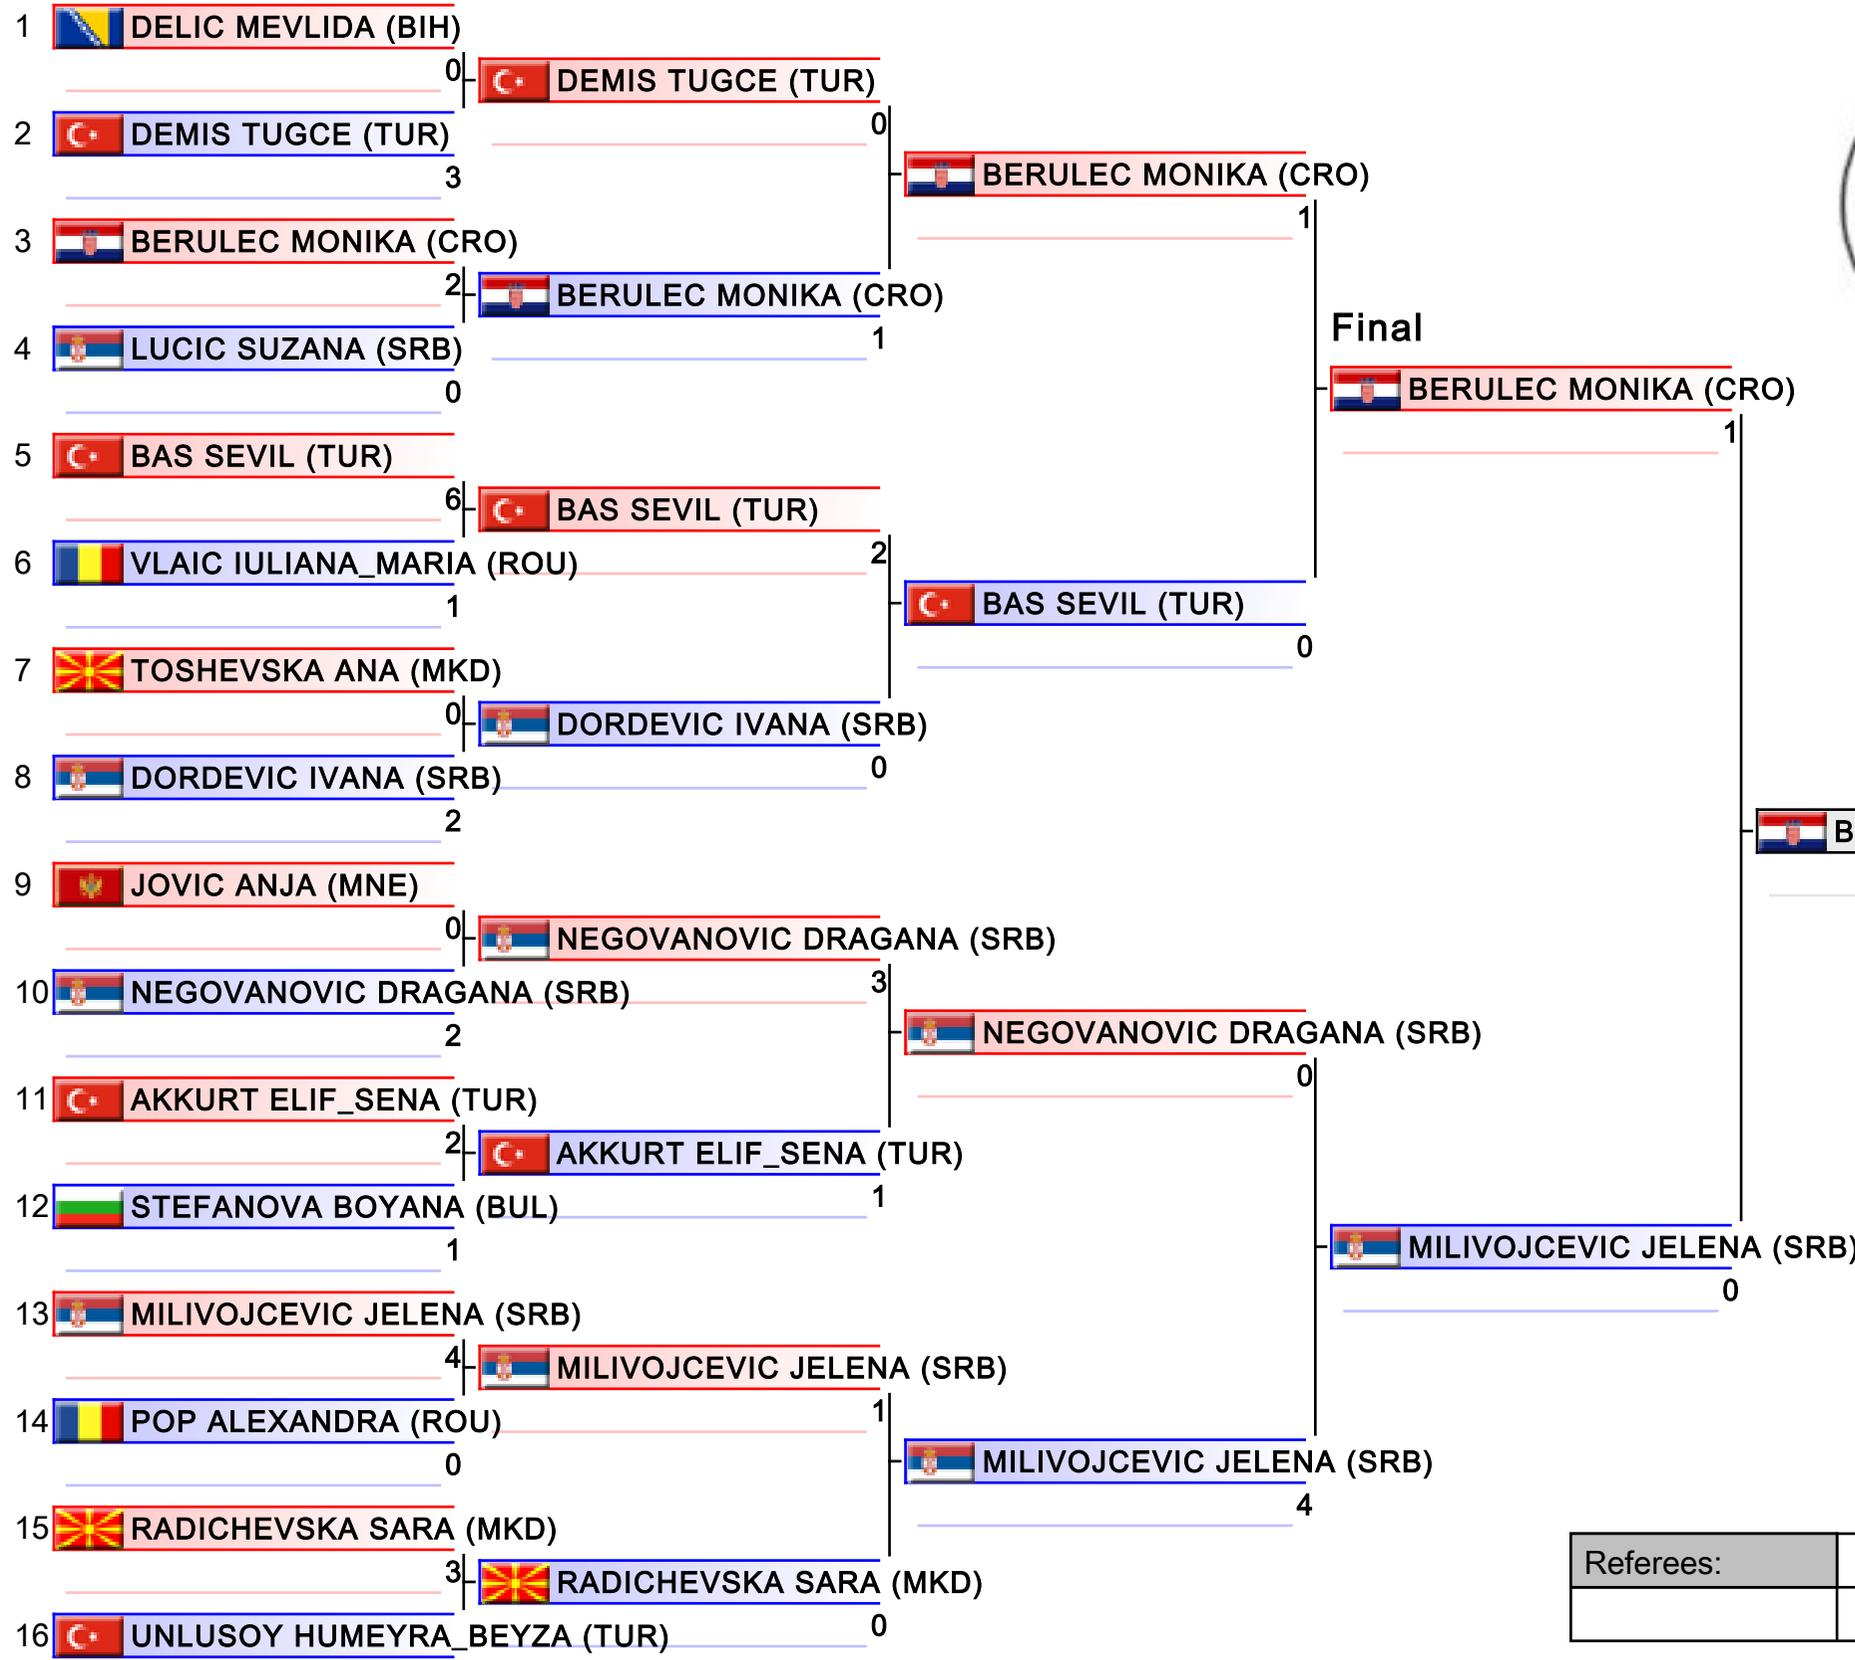 1 DELIC MEVLIDA (BIH)
0
DEMIS TUGCE (TUR)
0
2 DEMIS TUGCE (TUR)
3
BERULEC MONIKA (CRO)
1
3 BERULEC MONIKA (CRO)
2
BERULEC MONIKA (CRO)
1
4 LUCIC SUZANA (SRB)
0
Final
BERULEC MONIKA (CRO)
1
5 BAS SEVIL (TUR)
6
BAS SEVIL (TUR)
2
6 VLAIC IULIANA_MARIA (ROU)
1
BAS SEVIL (TUR)
0
7 TOSHEVSKA ANA (MKD)
0
DORDEVIC IVANA (SRB)
0
8 DORDEVIC IVANA (SRB)
2
B
9 JOVIC ANJA (MNE)
0
NEGOVANOVIC DRAGANA (SRB)
3
10 NEGOVANOVIC DRAGANA (SRB)
2
NEGOVANOVIC DRAGANA (SRB)
0
11 AKKURT ELIF_SENA (TUR)
2
AKKURT ELIF_SENA (TUR)
1
12 STEFANOVA BOYANA (BUL)
1
MILIVOJCEVIC JELENA (SRB)
0
13 MILIVOJCEVIC JELENA (SRB)
4
MILIVOJCEVIC JELENA (SRB)
1
14 POP ALEXANDRA (ROU)
0
MILIVOJCEVIC JELENA (SRB)
4
15 RADICHEVSKA SARA (MKD)
3
RADICHEVSKA SARA (MKD)
0
16 UNLUSOY HUMEYRA_BEYZA (TUR)
Referees: